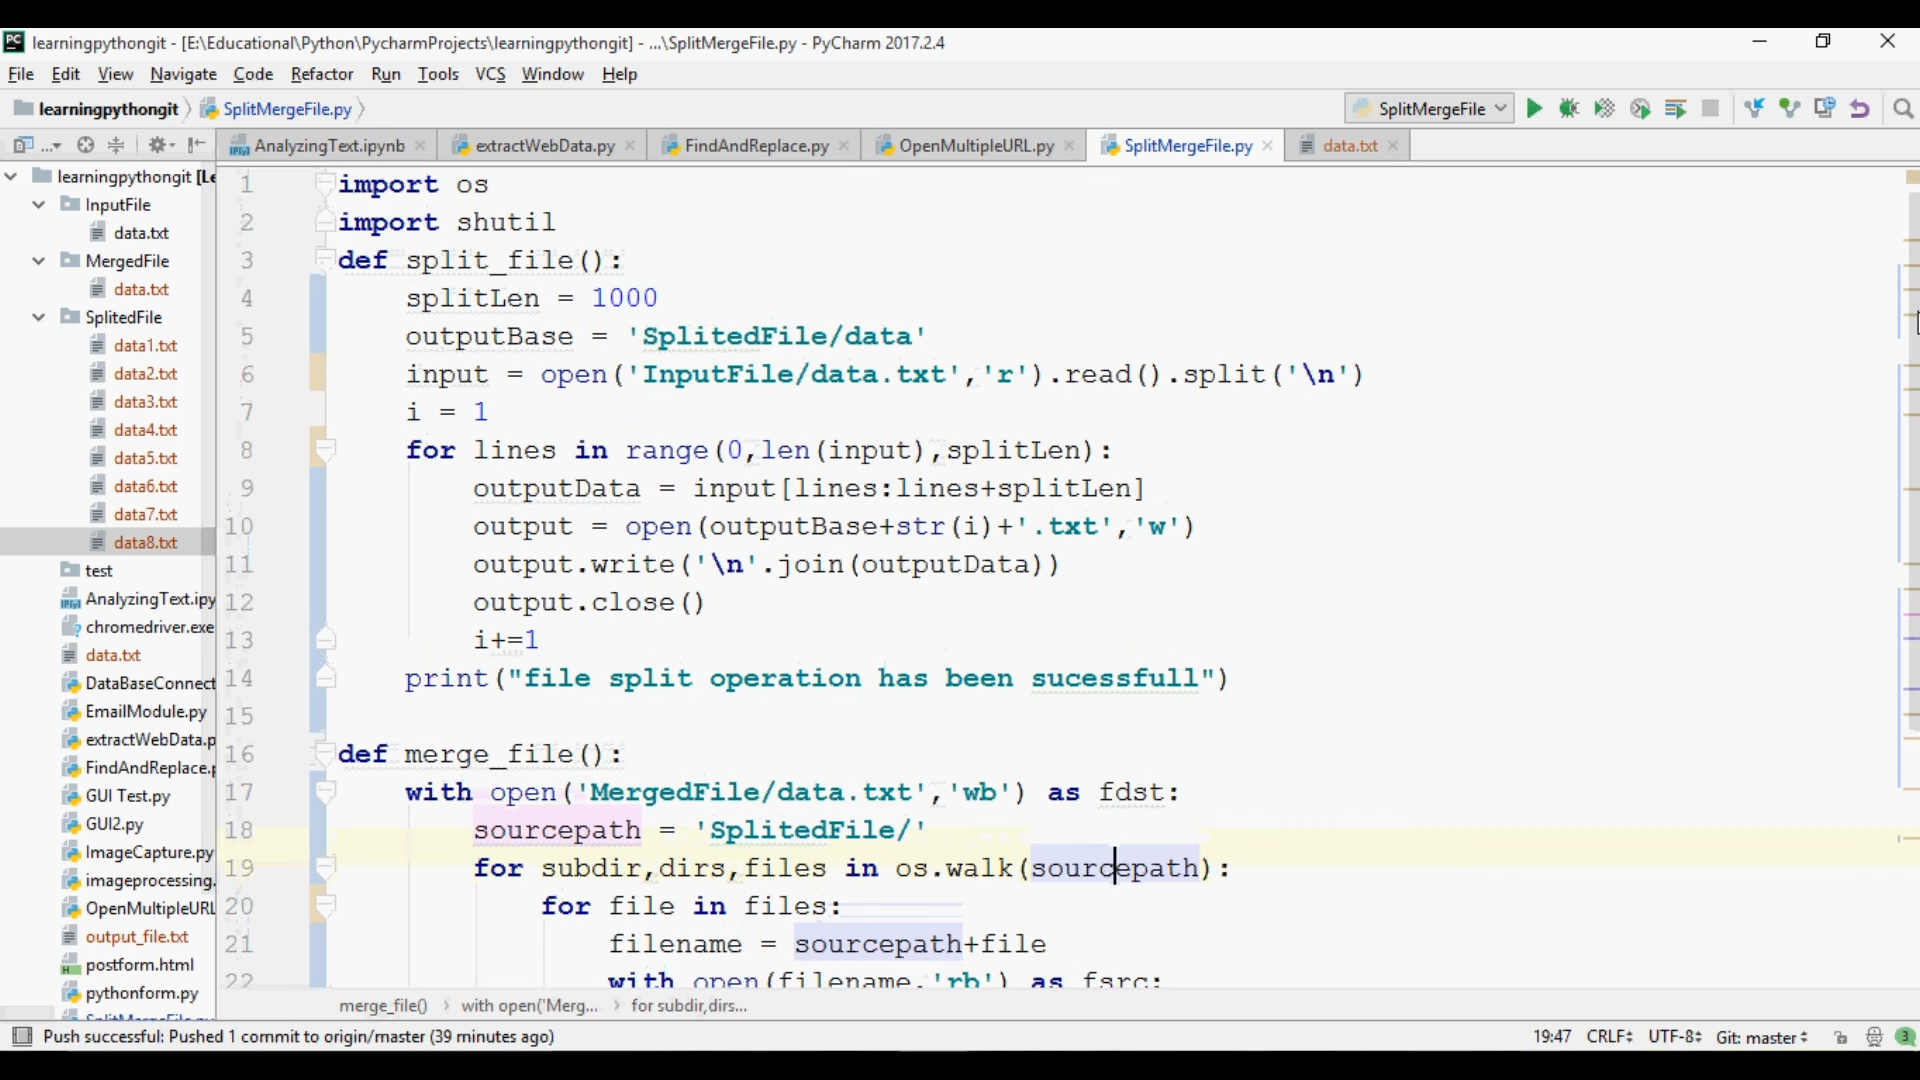 learningpythongit - [E:\Educational\Python\PycharmProjects\learningpythongit] - ...\SplitMergeFile.py - PyCharm 2017.2.4
File Edit View Navigate Code Refactor Run Tools VCS Window Help
learningpythongit SplitMergeFile.py SplitMergeFile
AnalyzingText.ipynb extractWebData.py FindAndReplace.py OpenMultipleURL.py SplitMergeFile.py data.txt
learningpythongit [Le
InputFile
data.txt
MergedFile
data.txt
SplitedFile
data1.txt
data2.txt
data3.txt
data4.txt
data5.txt
data6.txt
data7.txt
data8.txt
test
AnalyzingText.ipy
chromedriver.exe
data.txt
DataBaseConnect
EmailModule.py
extractWebData.p
FindAndReplace.p
GUI Test.py
GUI2.py
ImageCapture.py
imageprocessing.
OpenMultipleURL
output_file.txt
postform.html
pythonform.py
SplitMergeFile.py
1 import os
2 import shutil
3 def split_file():
4 splitLen = 1000
5 outputBase = 'SplitedFile/data'
6 input = open('InputFile/data.txt','r').read().split('\n')
7 i = 1
8 for lines in range(0,len(input),splitLen):
9 outputData = input[lines:lines+splitLen]
10 output = open(outputBase+str(i)+'.txt','w')
11 output.write('\n'.join(outputData))
12 output.close()
13 i+=1
14 print("file split operation has been sucessfull")
15
16 def merge_file():
17 with open('MergedFile/data.txt','wb') as fdst:
18 sourcepath = 'SplitedFile/'
19 for subdir,dirs,files in os.walk(sourcepath):
20 for file in files:
21 filename = sourcepath+file
22 with open(filename,'rb') as fsrc:
merge_file() with open('Merg... for subdir,dirs...
Push successful: Pushed 1 commit to origin/master (39 minutes ago) 19:47 CRLF UTF-8 Git: master 3